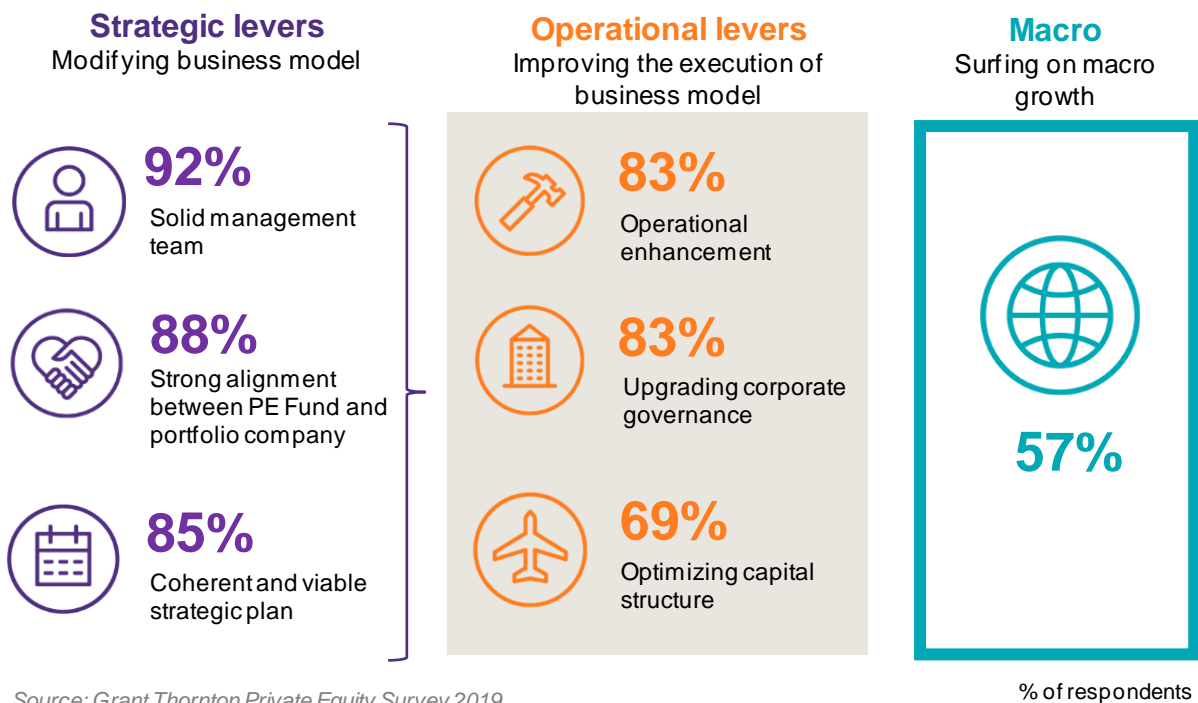 Strategic levers
Modifying business model
92%
Solid management
team
88%
Strong alignment
between PE Fund and
portfolio company
85%
Coherent and viable
strategic plan
Operational levers
Improving the execution of
business model
83%
Operational
enhancement
83%
Upgrading corporate
governance
69%
Optimizing capital
structure
Macro
Surfing on macro
growth
57%
% of respondents
Source: Grant Thornton Private Equity Survey 2019